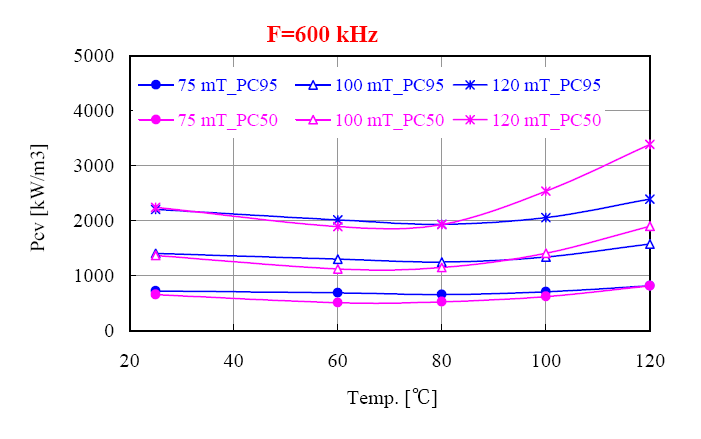 F=600 kHz
5000
75 mT_PC95 100 mT_PC95 120 mT_PC95
4000
75 mT_PC50 100 mT_PC50 120 mT_PC50
3000
Pcv [kW/m3]
2000
1000
0
20 40 60 80 100 120
Temp. [℃]